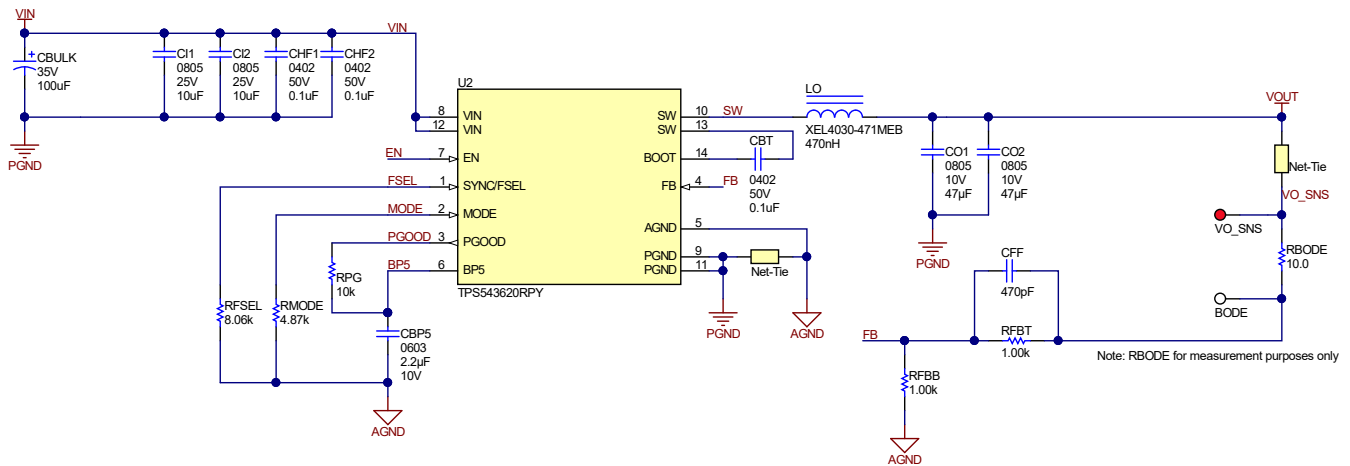 VIN
VIN
+
CBULK
35V
100uF
CI1
0805
25V
10uF
CI2
0805
25V
10uF
CHF1
0402
50V
0.1uF
CHF2
0402
50V
0.1uF
PGND
EN
FSEL
MODE
PGOOD
BP5
RPG
10k
RFSEL
8.06k
RMODE
4.87k
CBP5
0603
2.2µF
10V
AGND
U2
8 VIN
12 VIN
7 EN
1 SYNC/FSEL
2 MODE
3 PGOOD
6 BP5
SW 10
SW 13
BOOT 14
FB 4
AGND 5
PGND 9
PGND 11
TPS543620RPY
SW
FB
CBT
0402
50V
0.1uF
Net-Tie
PGND
AGND
LO
XEL4030-471MEB
470nH
CO1
0805
10V
47µF
CO2
0805
10V
47µF
PGND
VOUT
Net-Tie
VO_SNS
VO_SNS
RBODE
10.0
BODE
CFF
470pF
FB
RFBT
1.00k
RFBB
1.00k
AGND
Note: RBODE for measurement purposes only